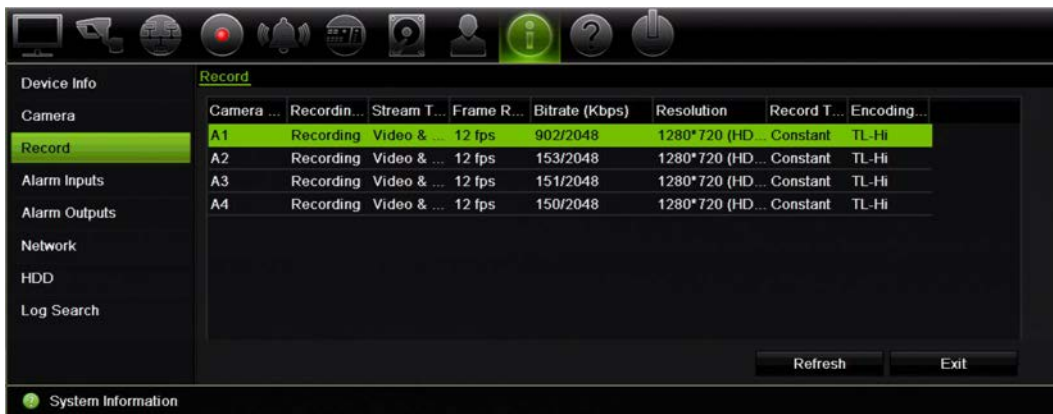 Device Info
Camera
Record
Alarm Inputs
Alarm Outputs
Network
HDD
Log Search
Record
Camera ... Recordin... Stream T... Frame R... Bitrate (Kbps) Resolution Record T... Encoding...
A1 Recording Video & ... 12 fps 902/2048 1280*720 (HD... Constant TL-Hi
A2 Recording Video & ... 12 fps 153/2048 1280*720 (HD... Constant TL-Hi
A3 Recording Video & ... 12 fps 151/2048 1280*720 (HD... Constant TL-Hi
A4 Recording Video & ... 12 fps 150/2048 1280*720 (HD... Constant TL-Hi
Refresh Exit
System Information